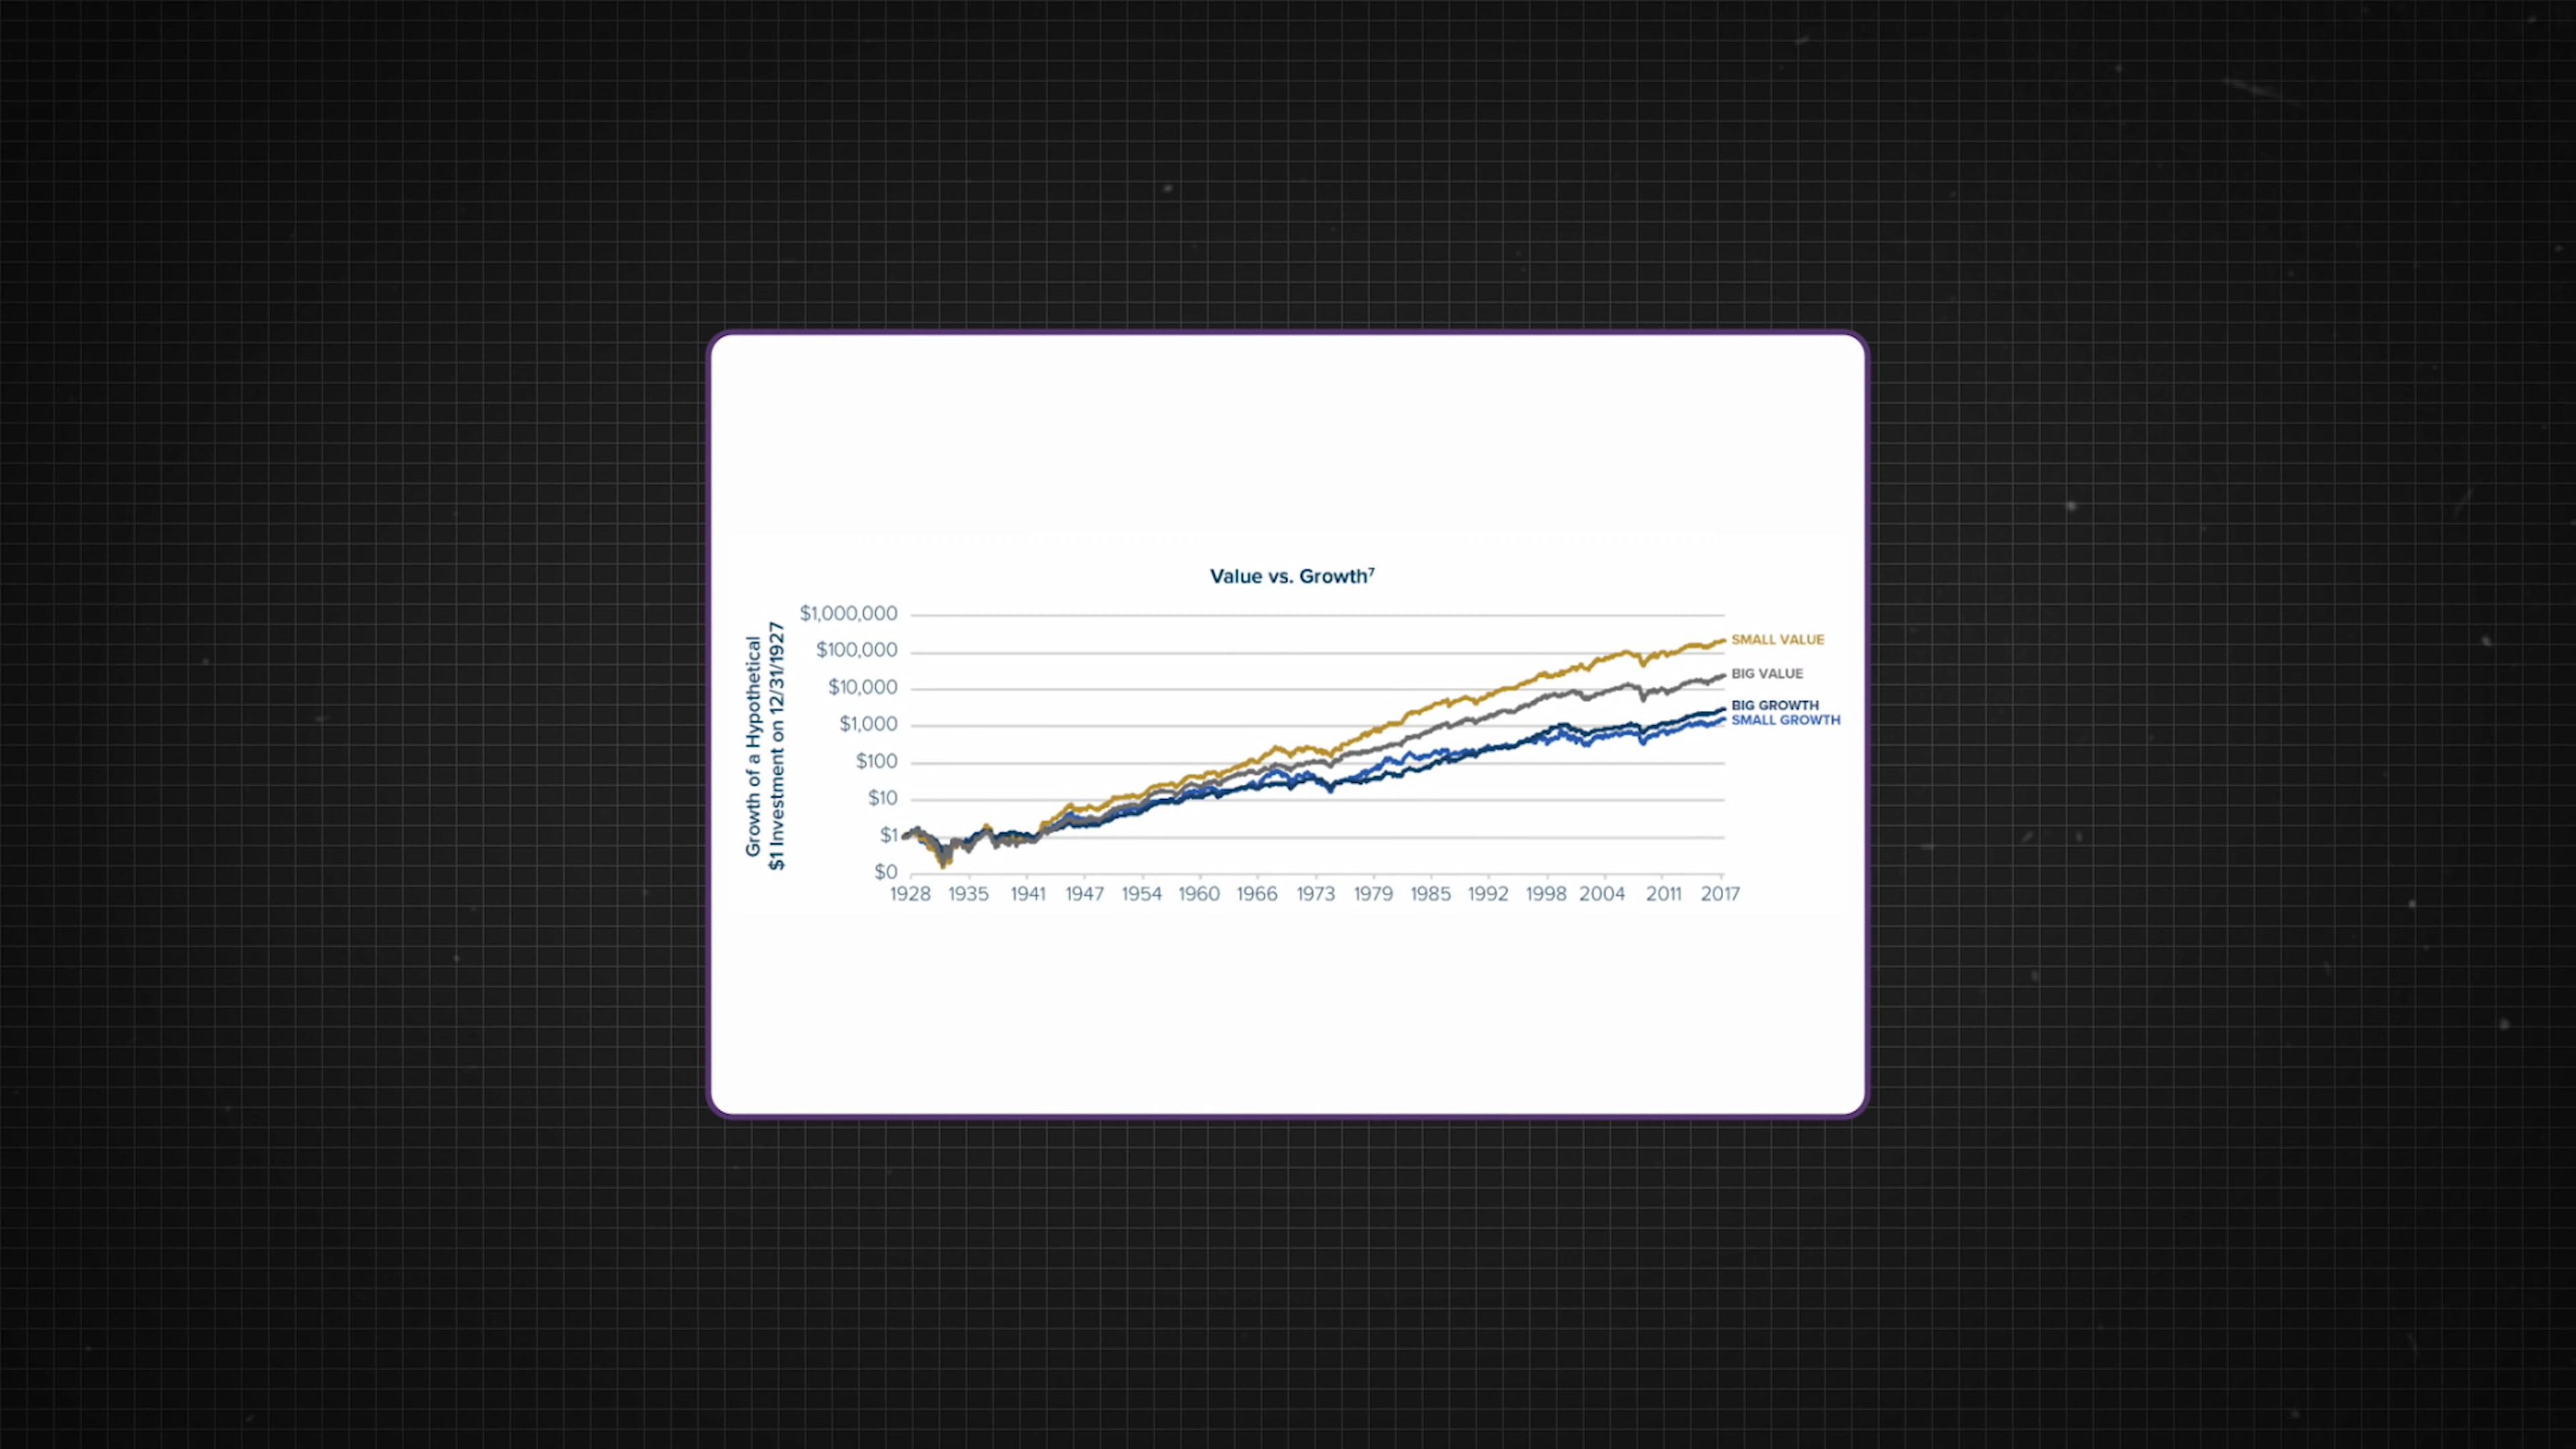 Value vs. Growth⁷
Growth of a Hypothetical
$1 Investment on 12/31/1927
$1,000,000
$100,000
$10,000
$1,000
$100
$10
$1
$0
1928 1935 1941 1947 1954 1960 1966 1973 1979 1985 1992 1998 2004 2011 2017
SMALL VALUE
BIG VALUE
BIG GROWTH
SMALL GROWTH